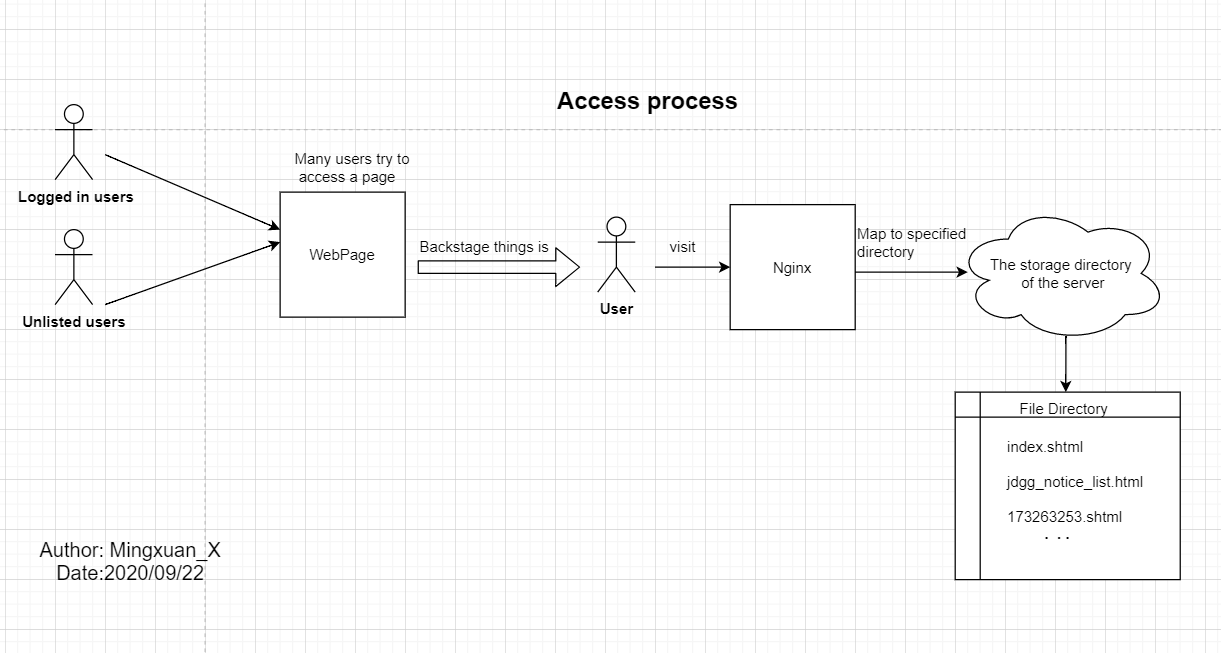 Access process
Logged in users
Unlisted users
Many users try to
access a page
WebPage
Backstage things is
User
visit
Nginx
Map to specified
directory
The storage directory
of the server
File Directory
index.shtml
jdgg_notice_list.html
173263253.shtml
. ...
Author: Mingxuan_X
Date:2020/09/22